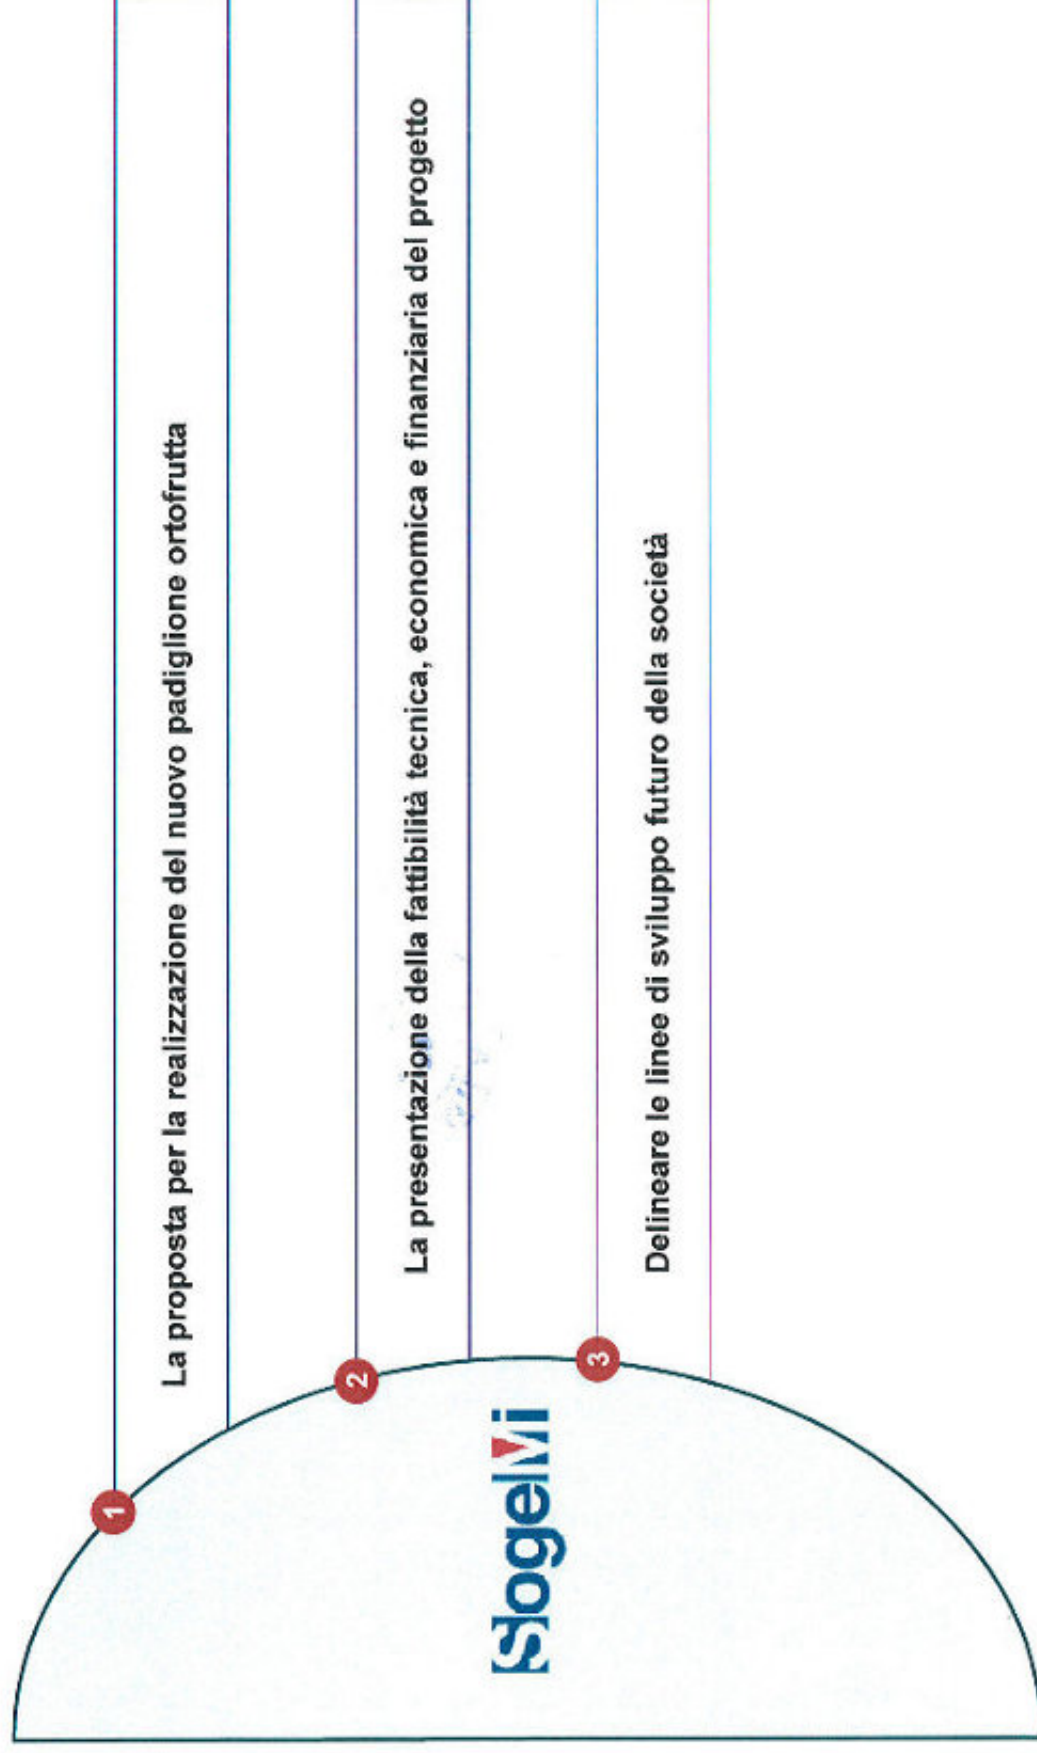 1
La proposta per la realizzazione del nuovo padiglione ortofrutta
2
La presentazione della fattibilità tecnica, economica e finanziaria del progetto
SogeMi
3
Delineare le linee di sviluppo futuro della società